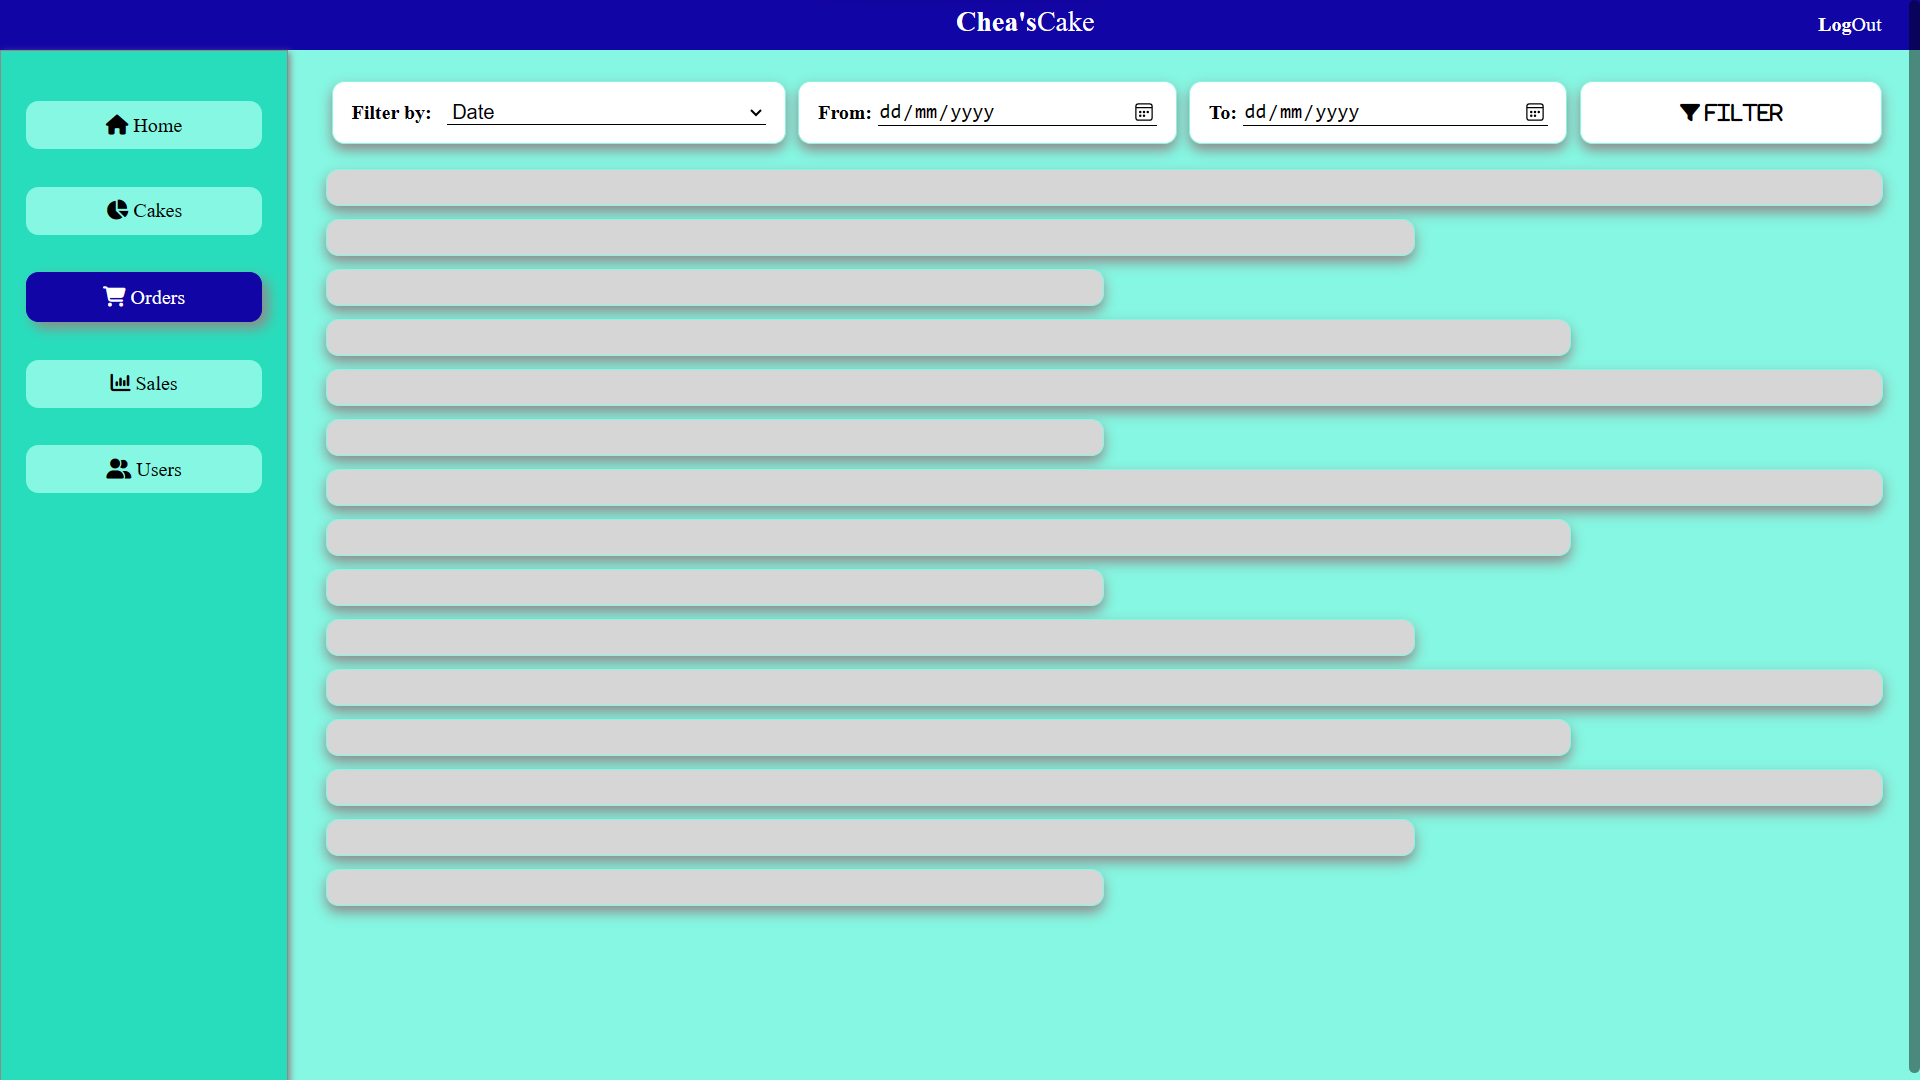 Chea'sCake
LogOut
Home
Cakes
Orders
Sales
Users
Filter by: Date
From: dd/mm/yyyy
To: dd/mm/yyyy
FILTER